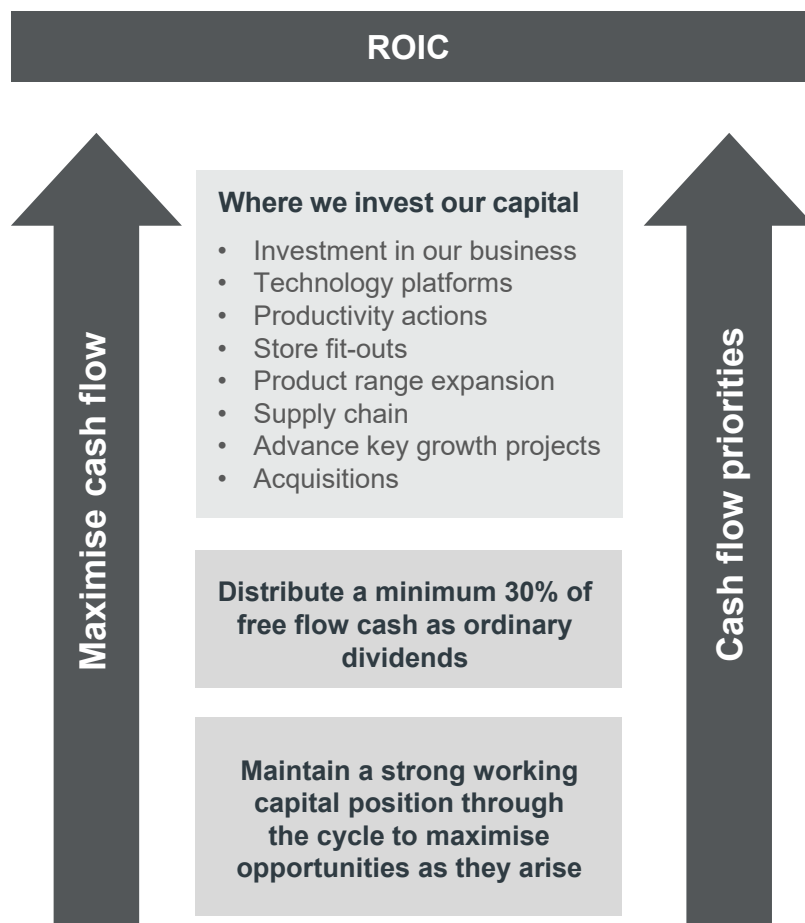 ROIC
Maximise cash flow
Where we invest our capital
• Investment in our business
• Technology platforms
• Productivity actions
• Store fit-outs
• Product range expansion
• Supply chain
• Advance key growth projects
• Acquisitions
Distribute a minimum 30% of
free flow cash as ordinary
dividends
Maintain a strong working
capital position through
the cycle to maximise
opportunities as they arise
Cash flow priorities